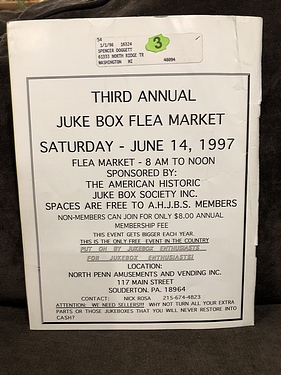 54
1/1/98 16324
SPENCER DOGGETT
61333 NORTH RIDGE TR
WASHINGTON MI
48094
3
THIRD ANNUAL
JUKE BOX FLEA MARKET
SATURDAY - JUNE 14, 1997
FLEA MARKET - 8 AM TO NOON
SPONSORED BY:
THE AMERICAN HISTORIC
JUKE BOX SOCIETY INC.
SPACES ARE FREE TO A.H.J.B.S. MEMBERS
NON-MEMBERS CAN JOIN FOR ONLY $8.00 ANNUAL
MEMBERSHIP FEE
THIS EVENT GETS BIGGER EACH YEAR.
THIS IS THE ONLY FREE EVENT IN THE COUNTRY
PUT ON BY JUKEBOX ENTHUSIASTS
FOR JUKEBOX ENTHUSIASTS!
LOCATION:
NORTH PENN AMUSEMENTS AND VENDING INC.
117 MAIN STREET
SOUDERTON, PA. 18964
CONTACT: NICK ROSA 215-674-4823
ATTENTION: WE NEED SELLERS!!! WHY NOT TURN ALL YOUR EXTRA
PARTS OR THOSE JUKEBOXES THAT YOU WILL NEVER RESTORE INTO
CASH?